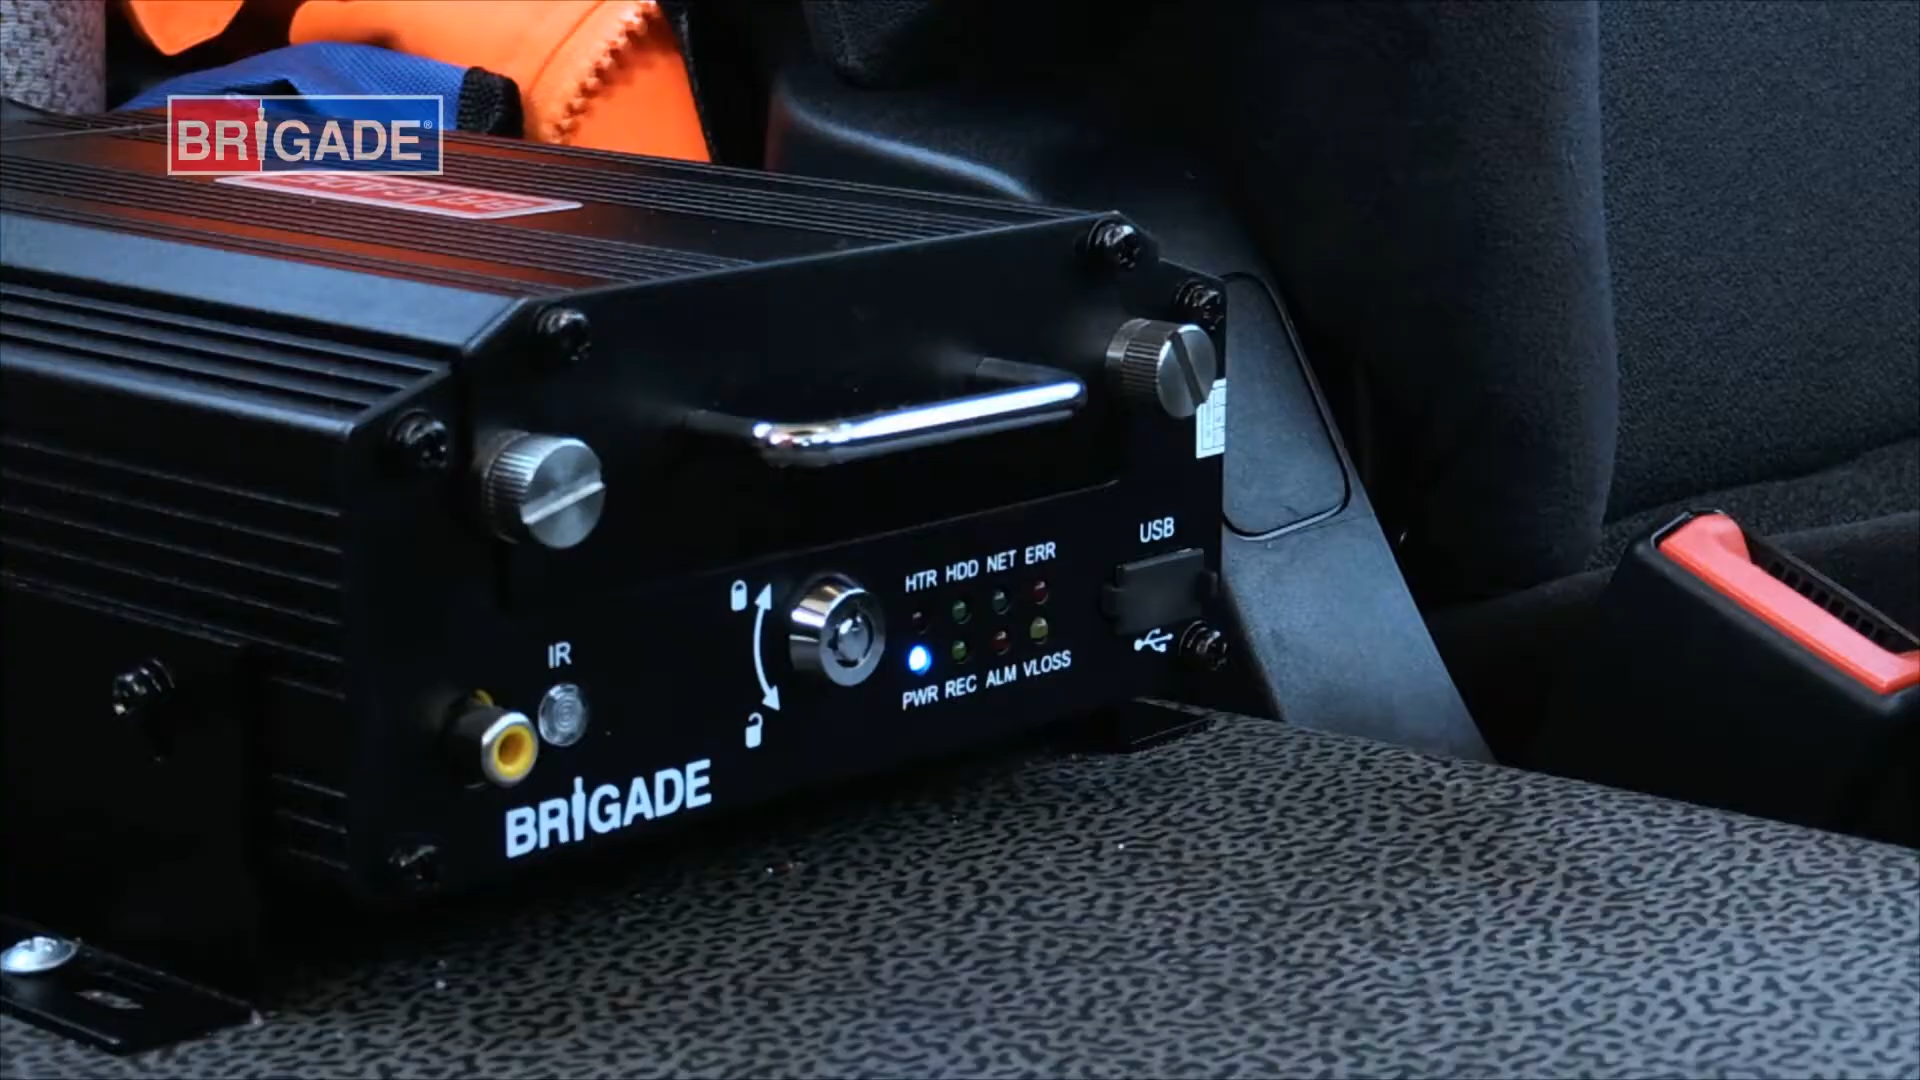 BRIGADE®
USB
HTR HDD NET ERR
IR
PWR REC ALM VLOSS
BRIGADE